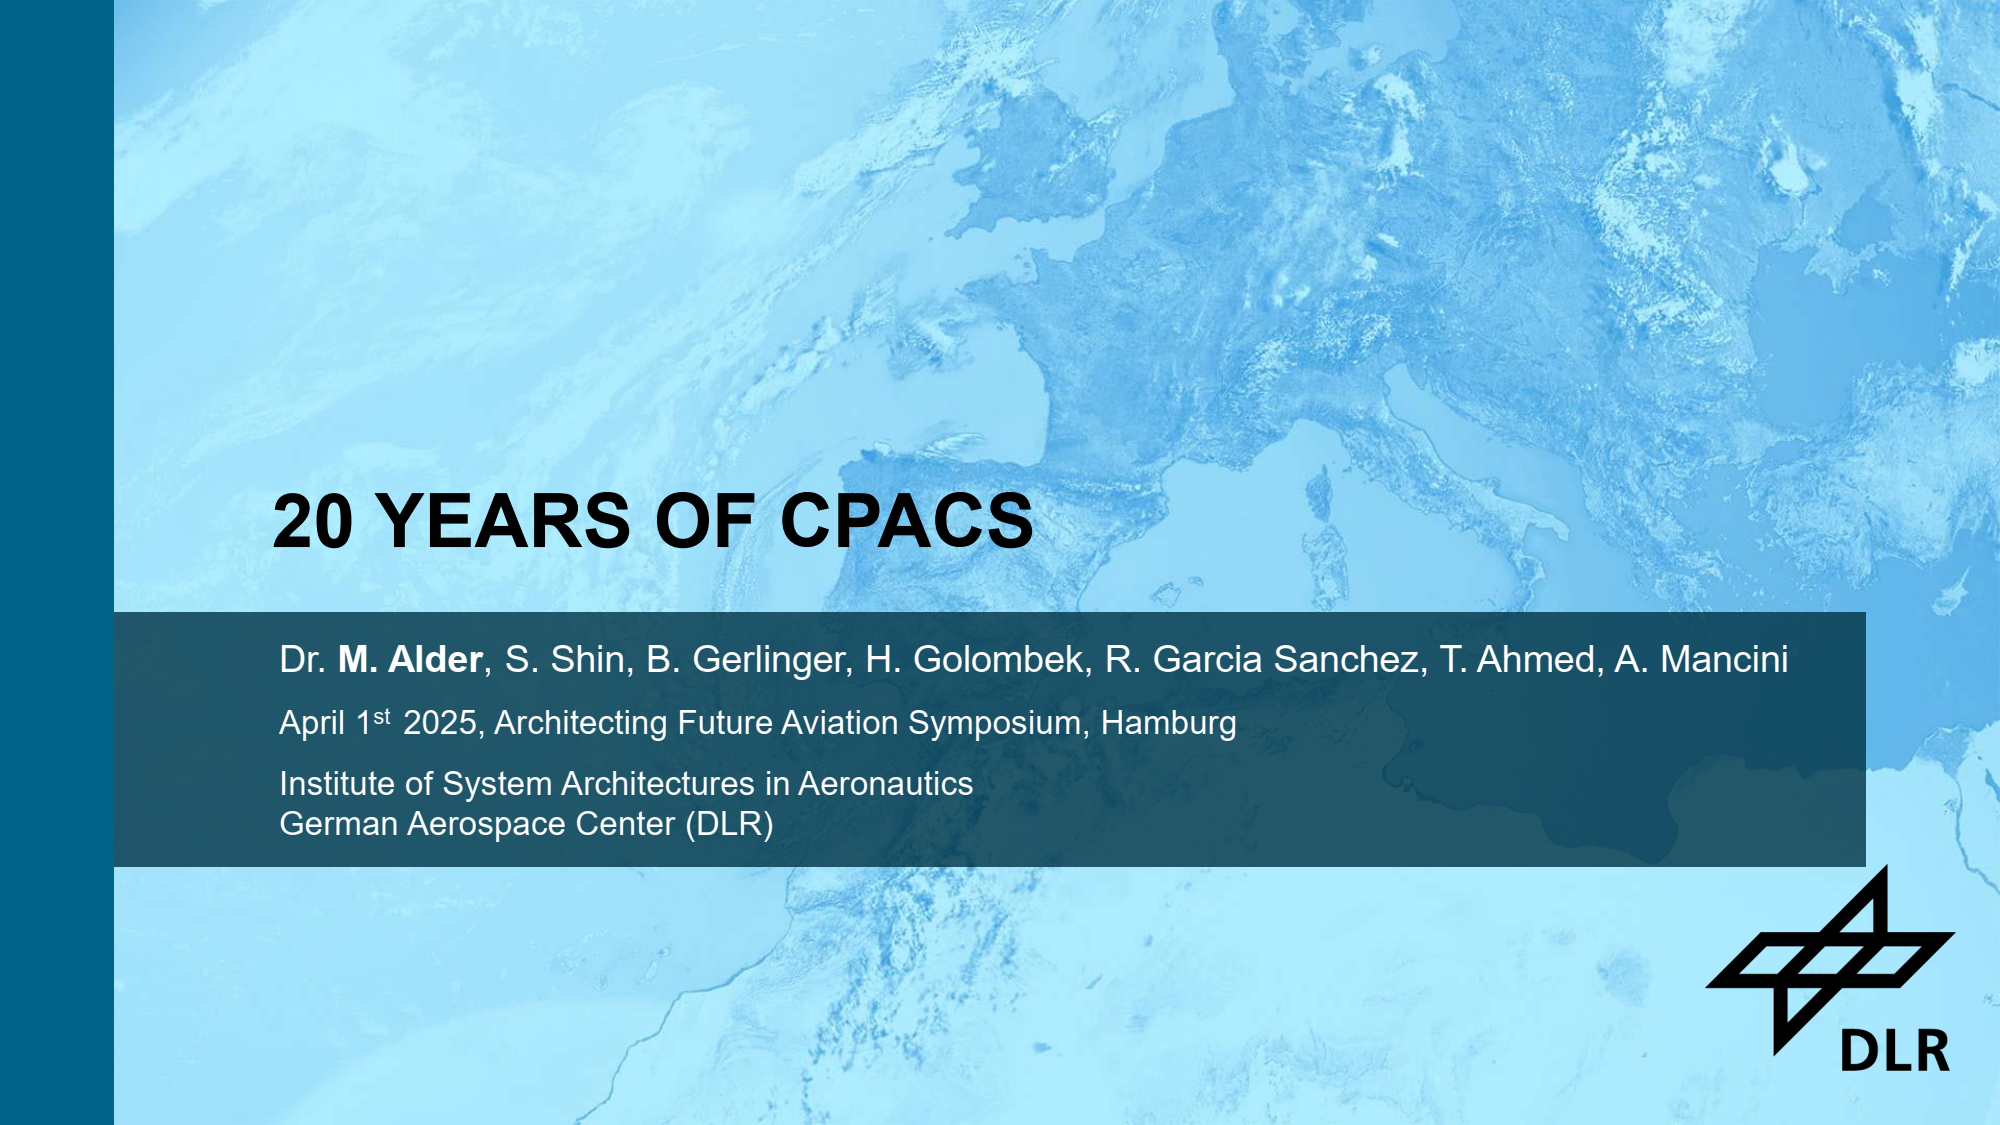 20 YEARS OF CPACS
Dr. M. Alder, S. Shin, B. Gerlinger, H. Golombek, R. Garcia Sanchez, T. Ahmed, A. Mancini
April 1st 2025, Architecting Future Aviation Symposium, Hamburg
Institute of System Architectures in Aeronautics
German Aerospace Center (DLR)
DLR